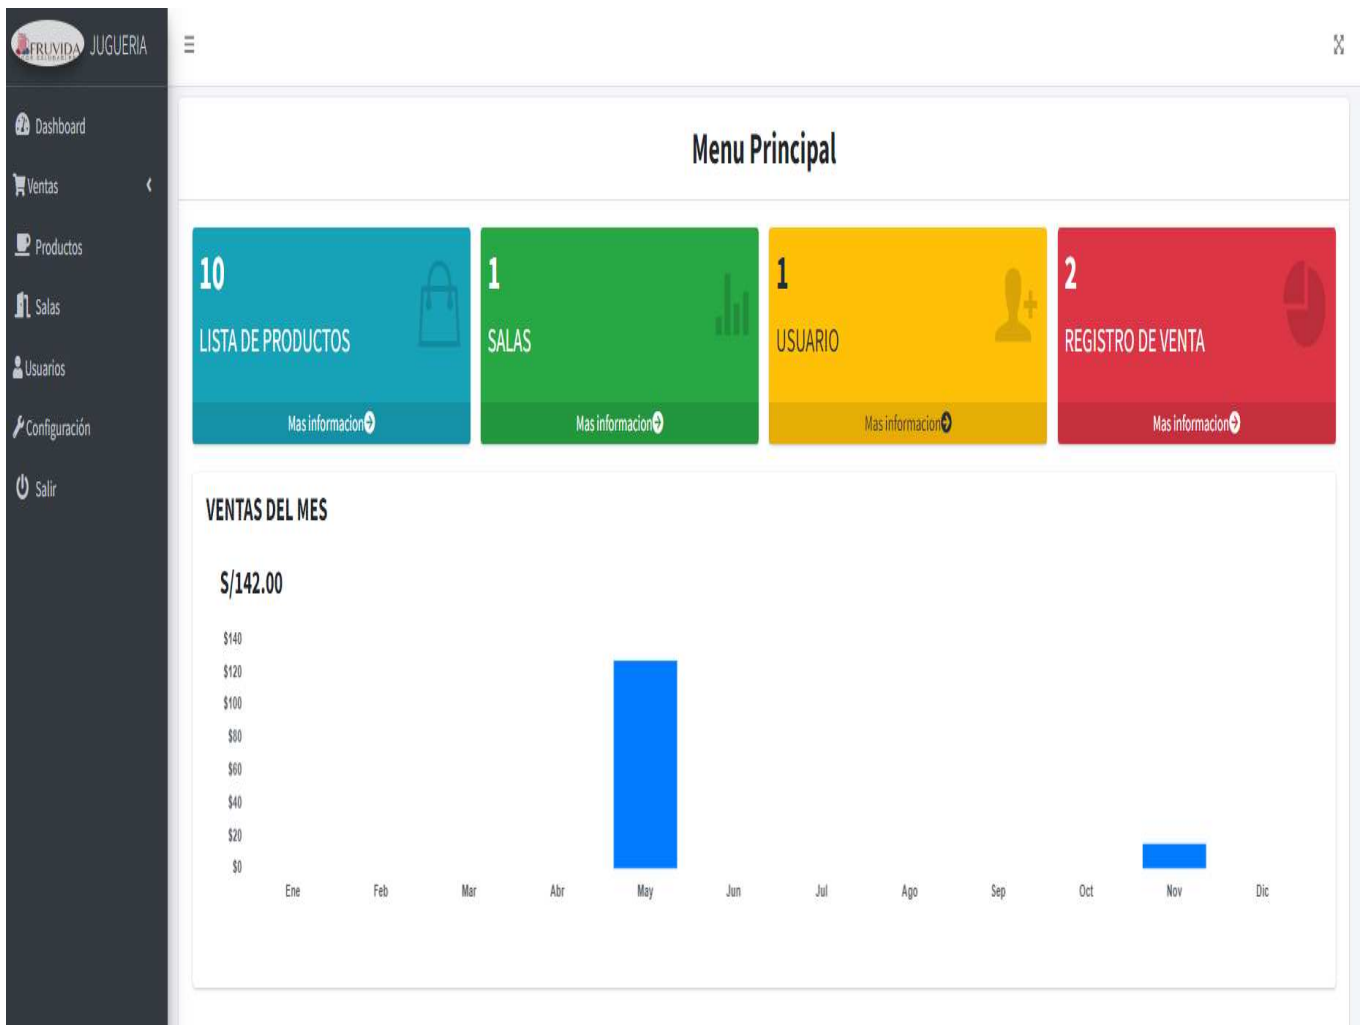 FRUVIDA JUGUERIA
Dashboard
Ventas
Productos
Salas
Usuarios
Configuración
Salir
Menu Principal
10
LISTA DE PRODUCTOS
Mas informacion
1
SALAS
Mas informacion
1
USUARIO
Mas informacion
2
REGISTRO DE VENTA
Mas informacion
VENTAS DEL MES
S/142.00
$140
$120
$100
$80
$60
$40
$20
$0
Ene Feb Mar Abr May Jun Jul Ago Sep Oct Nov Dic